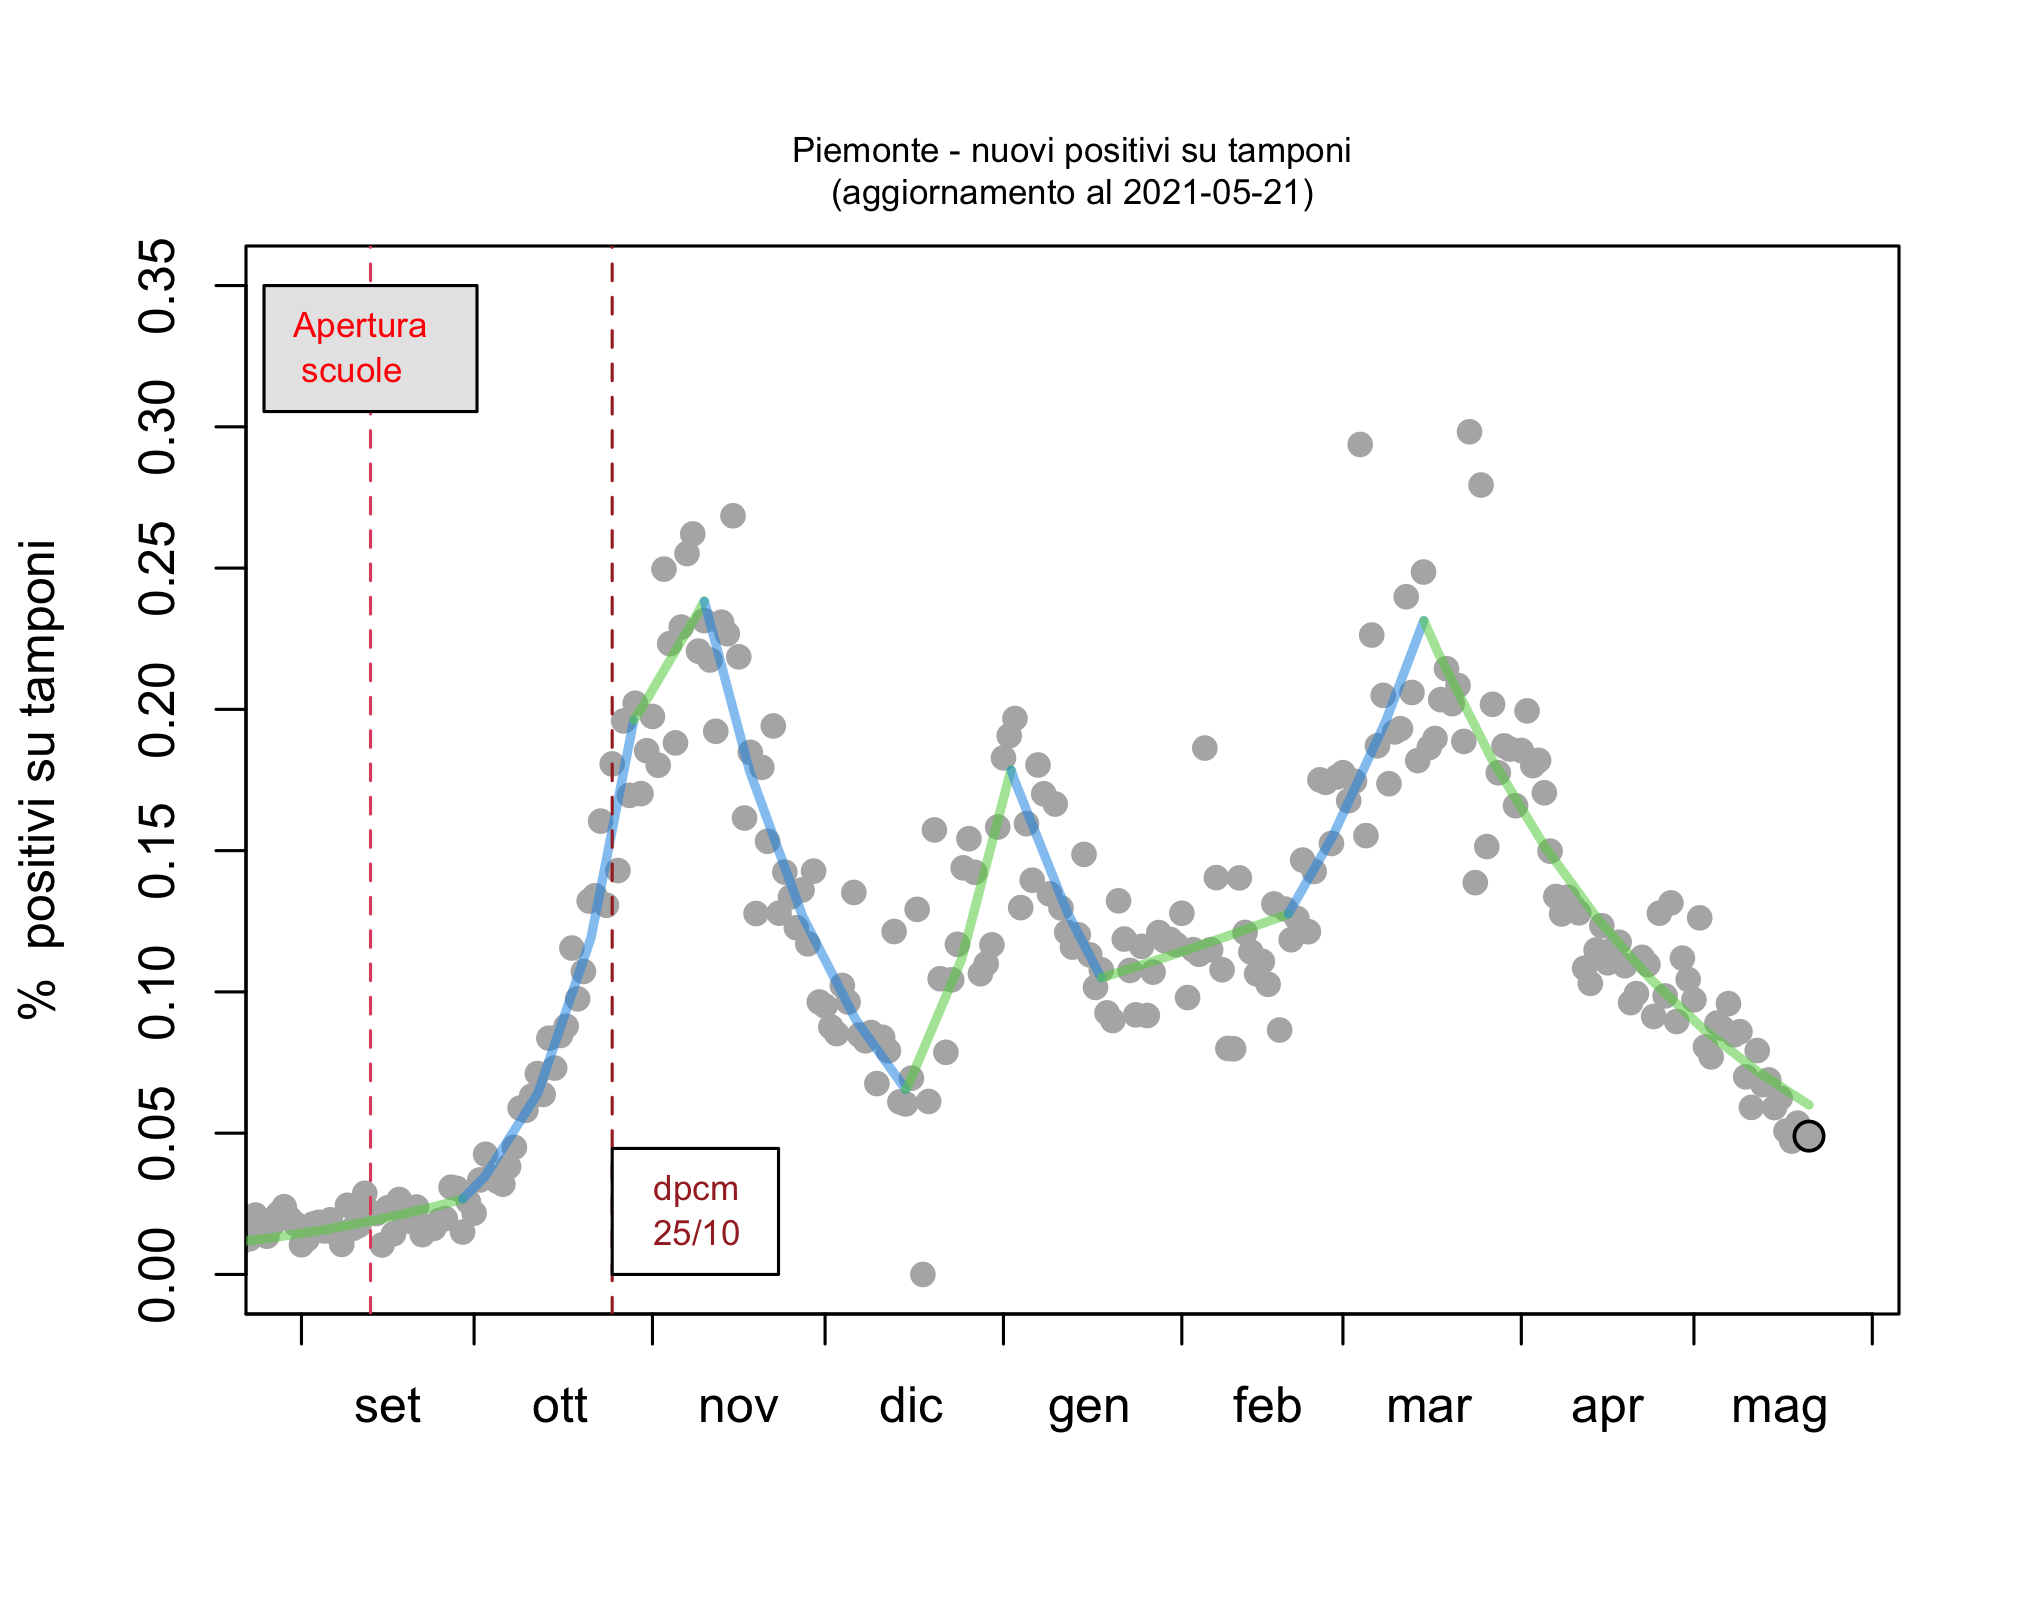 Piemonte - nuovi positivi su tamponi
(aggiornamento al 2021-05-21)
% positivi su tamponi
0.35
0.30
0.25
0.20
0.15
0.10
0.05
0.00
Apertura
scuole
dpcm
25/10
set ott nov dic gen feb mar apr mag